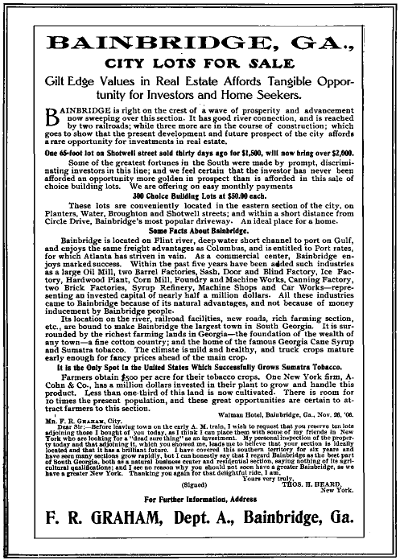 BAINBRIDGE, GA.,
CITY LOTS FOR SALE
Gilt Edge Values in Real Estate Affords Tangible Oppor-
tunity for Investors and Home Seekers.
BAINBRIDGE is right on the crest of a wave of prosperity and advancement
now sweeping over this section. It has good river connection, and is reached
by two railroads; while three more are in the course of construction; which
goes to show that the present development and future prospect of the city affords
a rare opportunity for investments in real estate.
One 65-foot lot on Shotwell street sold thirty days ago for $1,500, will now bring over $2,000.
Some of the greatest fortunes in the South were made by prompt, discrimi-
nating investors in this line; and we feel certain that the investor has never been
afforded an opportunity more golden in prospect than is afforded in this sale of
choice building lots. We are offering on easy monthly payments
300 Choice Building Lots at $50.00 each.
These lots are conveniently located in the eastern section of the city, on
Planters, Water, Broughton and Shotwell streets; and within a short distance from
Circle Drive, Bainbridge's most popular driveway. An ideal place for a home.
Some Facts About Bainbridge.
Bainbridge is located on Flint river, deep water short channel to port on Gulf,
and enjoys the same freight advantages as Columbus, and is entitled to Port rates,
for which Atlanta has striven in vain. As a commercial center, Bainbridge en-
joys marked success. Within the past five years have been added such industries
as a large Oil Mill, two Barrel Factories, Sash, Door and Blind Factory, Ice Fac-
tory, Hardwood Plant, Corn Mill, Foundry and Machine Works, Canning Factory,
two Brick Factories, Syrup Refinery, Machine Shops and Car Works—repre-
senting an invested capital of nearly half a million dollars. All these industries
came to Bainbridge because of its natural advantages, and not because of money
inducement by Bainbridge people.
Its location on the river, railroad facilities, new roads, rich farming section,
etc., are bound to make Bainbridge the largest town in South Georgia. It is sur-
rounded by the richest farming lands in Georgia—the foundation of the wealth of
any town—a fine cotton country; and the home of the famous Georgia Cane Syrup
and Sumatra tobacco. The climate is mild and healthy, and truck crops mature
early enough for fancy prices ahead of the main crop.
It is the Only Spot in the United States Which Successfully Grows Sumatra Tobacco.
Farmers obtain $500 per acre for their tobacco crops. One New York firm, A.
Cohn & Co., has a million dollars invested in their plant to grow and handle this
product. Less than one-third of this land is now cultivated. There is room for
10 times the present population, and these great opportunities are certain to at-
tract farmers to this section.
Walman Hotel, Bainbridge, Ga., Nov. 26, '06.
MR. F. R. GRAHAM, CITY.
Dear Sir:—Before leaving town on the early A. M. train, I wish to request that you reserve ten lots
adjoining those I bought of you today, as I think I can place them with some of my friends in New
York who are looking for a "dead sure thing" as an investment. My personal inspection of the proper-
ty today and that adjoining it, which you showed me, leads me to believe that your section is ideally
located and that it has a brilliant future. I have covered this southern territory for six years and
have seen many sections grow rapidly, but I can honestly say that I regard Bainbridge as the best part
of South Georgia, both as a natural business center and residential section, saying nothing of its agri-
cultural qualifications; and I see no reason why you should not soon have a greater Bainbridge, as we
have a greater New York. Thanking you again for that delightful ride, I am,
Yours very truly,
(Signed) THOS. H. BEARD,
New York.
For Further Information, Address
F. R. GRAHAM, Dept. A., Bainbridge, Ga.